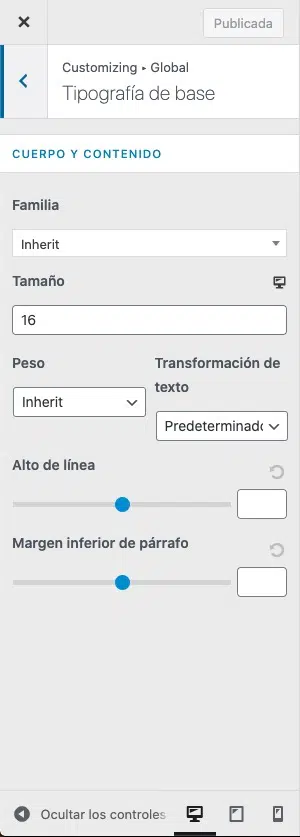 Publicada
Customizing ▸ Global
Tipografía de base
CUERPO Y CONTENIDO
Familia
Inherit
Tamaño
16
Peso
Transformación de
texto
Inherit
Predeterminado
Alto de línea
Margen inferior de párrafo
Ocultar los controles